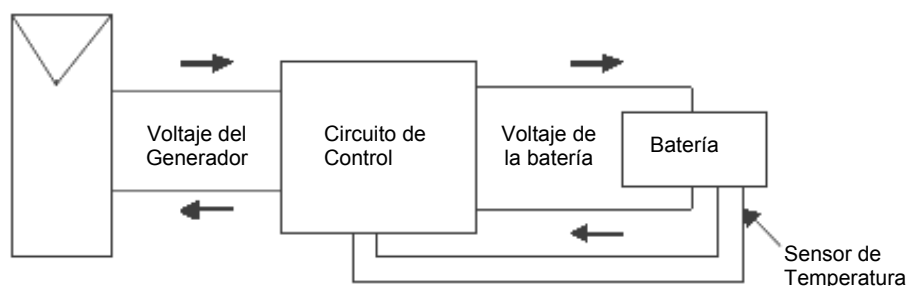 Voltaje del
Generador
Circuito de
Control
Voltaje de
la batería
Batería
Sensor de
Temperatura